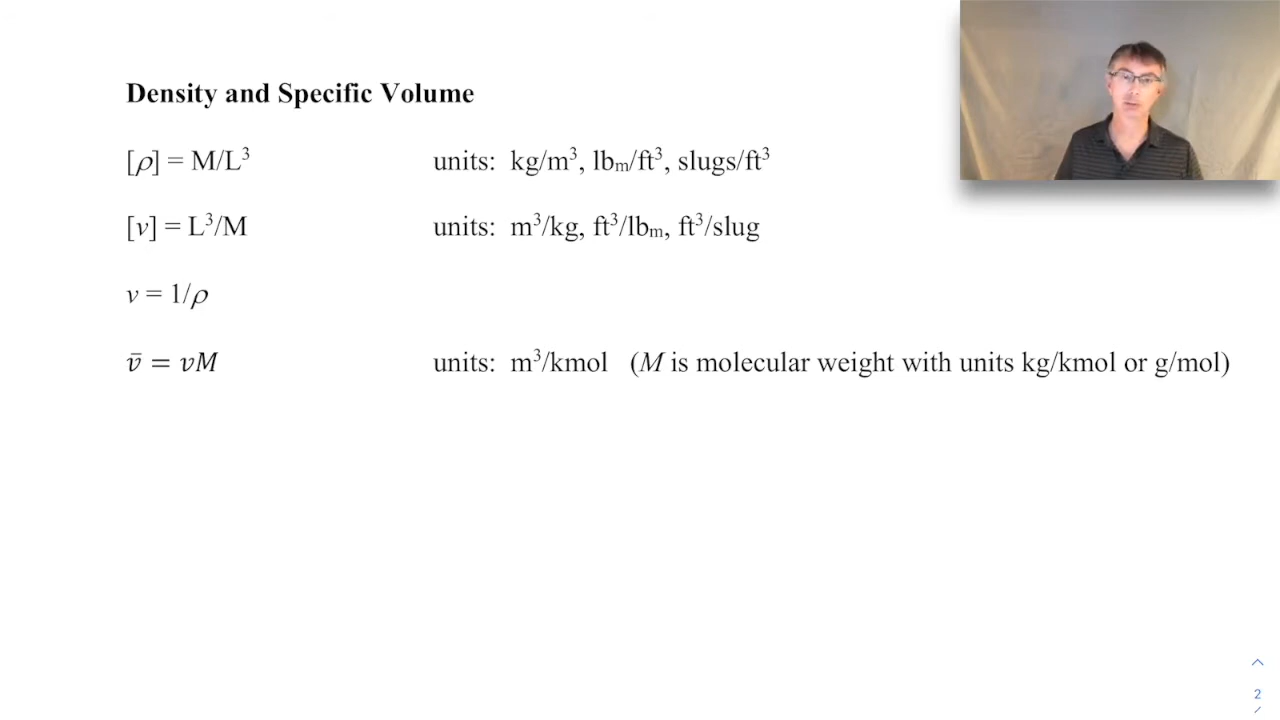 Density and Specific Volume
[ρ] = M/L³ units: kg/m³, lbₘ/ft³, slugs/ft³
[v] = L³/M units: m³/kg, ft³/lbₘ, ft³/slug
v = 1/ρ
v̄ = vM units: m³/kmol (M is molecular weight with units kg/kmol or g/mol)
2